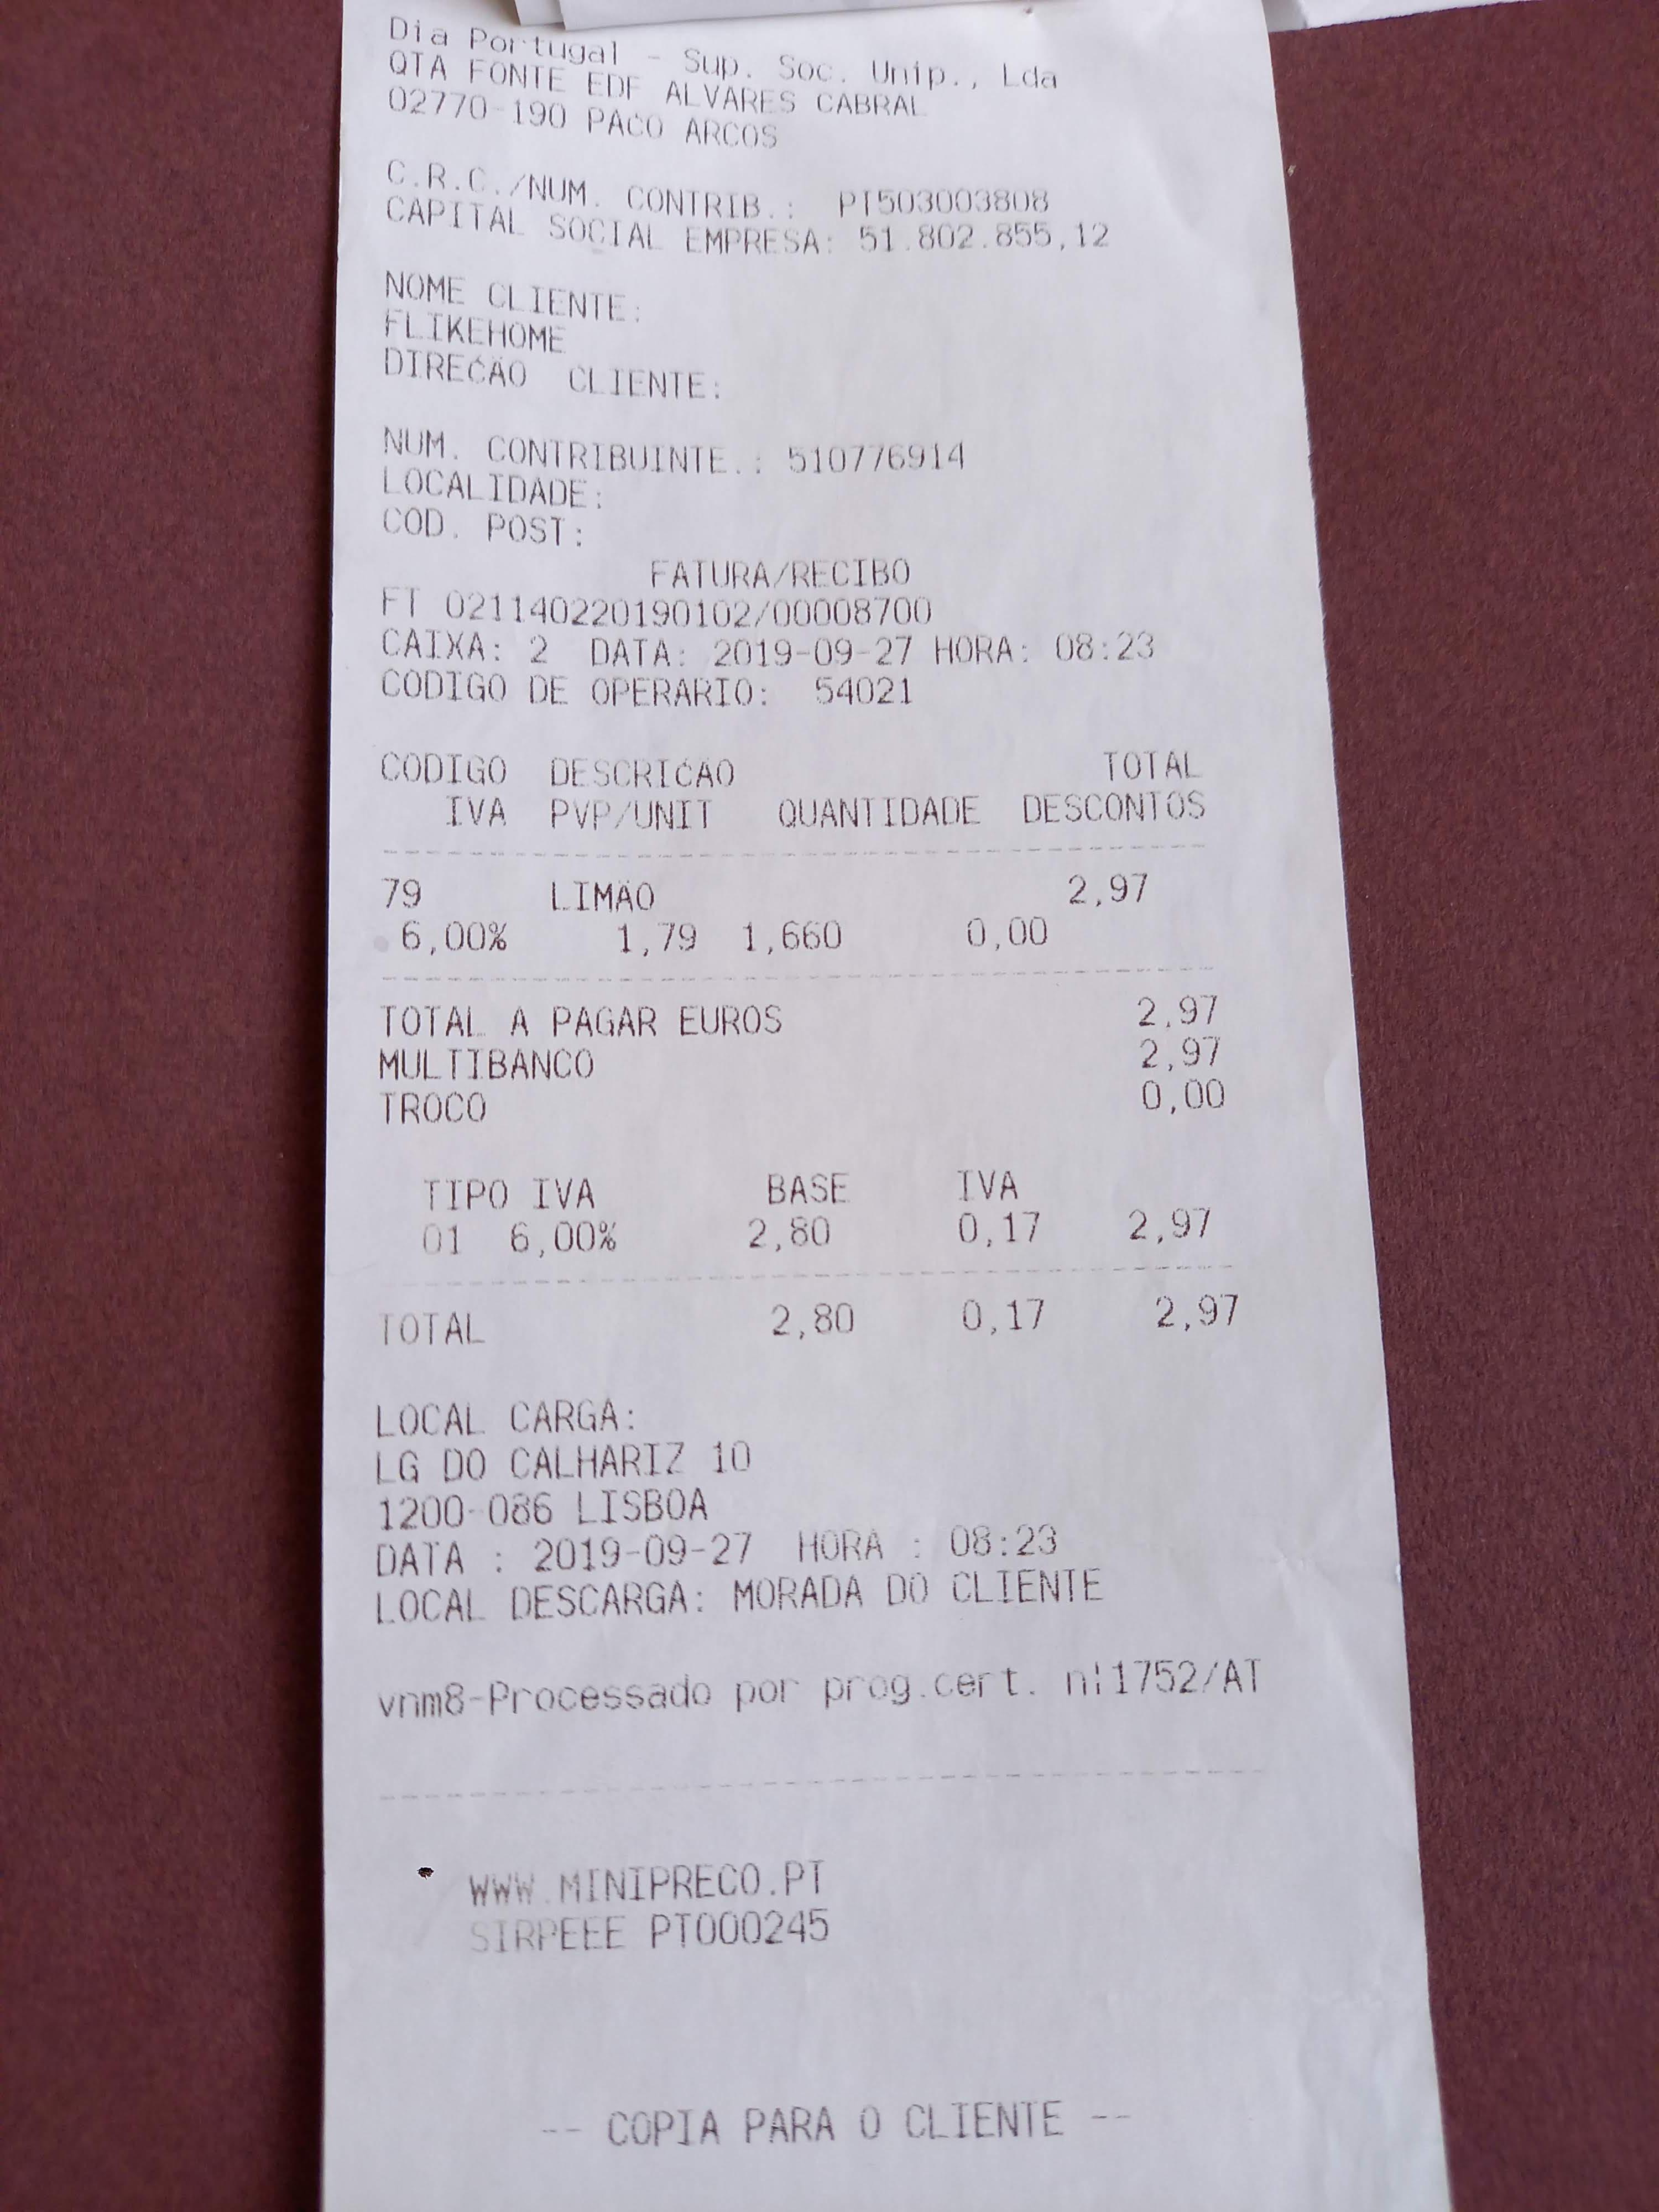 Dia Portugal - Sup. Soc. Unip., Lda
QTA FONTE EDF ALVARES CABRAL
02770-190 PACO ARCOS
C.R.C./NUM. CONTRIB.: PT503003808
CAPITAL SOCIAL EMPRESA: 51.802.855,12
NOME CLIENTE:
FLIKEHOME
DIREÇÃO CLIENTE:
NUM. CONTRIBUINTE.: 510776914
LOCALIDADE:
COD. POST:
FATURA/RECIBO
FT 021140220190102/00008700
CAIXA: 2 DATA: 2019-09-27 HORA: 08:23
CODIGO DE OPERARIO: 54021
CODIGO DESCRIÇAO TOTAL
IVA PVP/UNIT QUANTIDADE DESCONTOS
79 LIMÃO 2,97
6,00% 1,79 1,660 0,00
TOTAL A PAGAR EUROS 2,97
MULTIBANCO 2,97
TROCO 0,00
TIPO IVA BASE IVA
01 6,00% 2,80 0,17 2,97
TOTAL 2,80 0,17 2,97
LOCAL CARGA:
LG DO CALHARIZ 10
1200-086 LISBOA
DATA : 2019-09-27 HORA : 08:23
LOCAL DESCARGA: MORADA DO CLIENTE
vnm8-Processado por prog.cert. n¦1752/AT
WWW.MINIPRECO.PT
SIRPEEE PT000245
-- COPIA PARA O CLIENTE --